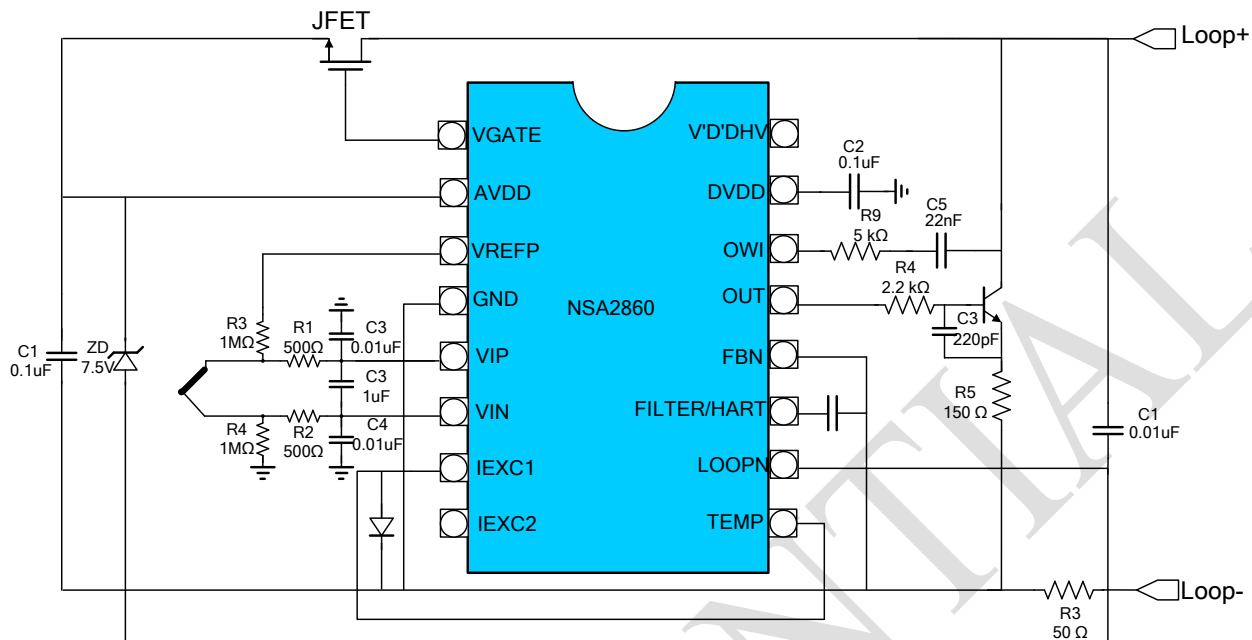 JFET
Loop+
VGATE
V'D'DHV
C2
0.1uF
AVDD
DVDD
R9
5 kΩ
C5
22nF
VREFP
OWI
R4
2.2 kΩ
GND
NSA2860
OUT
R3
1MΩ
R1
500Ω
C3
0.01uF
C3
220pF
C1
0.1uF
ZD
7.5V
VIP
FBN
C3
1uF
R5
150 Ω
VIN
FILTER/HART
R4
1MΩ
R2
500Ω
C4
0.01uF
C1
0.01uF
IEXC1
LOOPN
IEXC2
TEMP
Loop-
R3
50 Ω
NTIAL